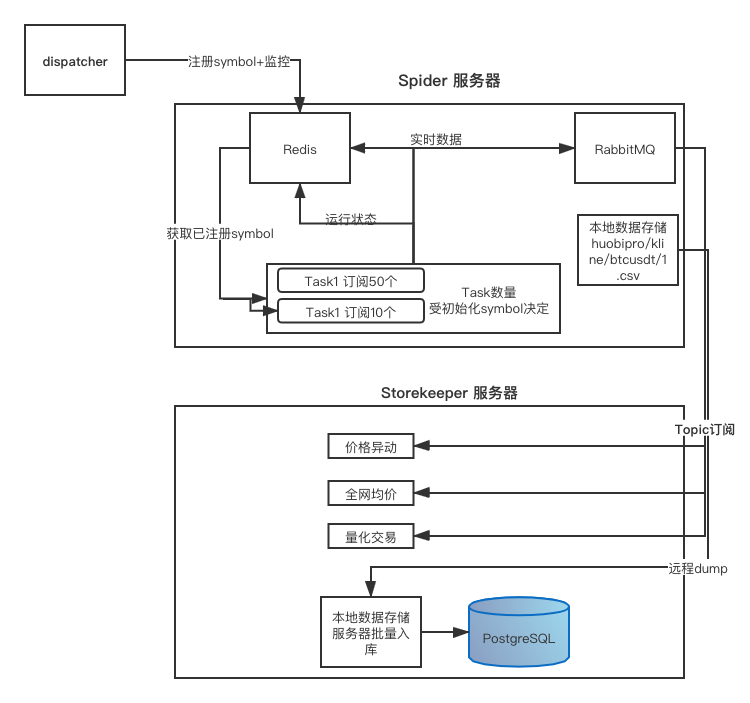 dispatcher
注册symbol+监控
Spider 服务器
Redis
实时数据
RabbitMQ
运行状态
获取已注册symbol
本地数据存储
huobipro/kli
ne/btcusdt/1
.csv
Task1 订阅50个
Task1 订阅10个
Task数量
受初始化symbol决定
Storekeeper 服务器
Topic订阅
价格异动
全网均价
量化交易
远程dump
本地数据存储
服务器批量入
库
PostgreSQL